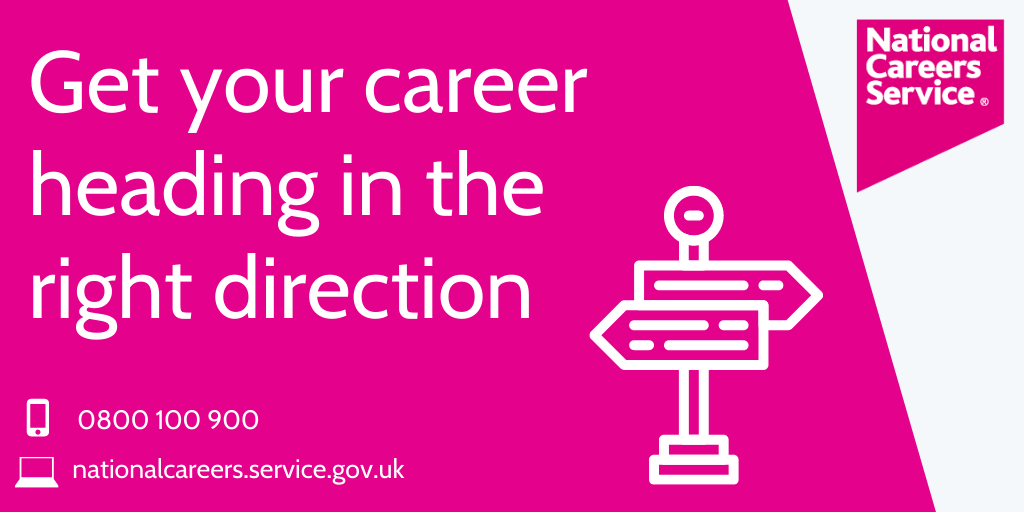 Get your career
heading in the
right direction
0800 100 900
nationalcareers.service.gov.uk
National
Careers
Service ®